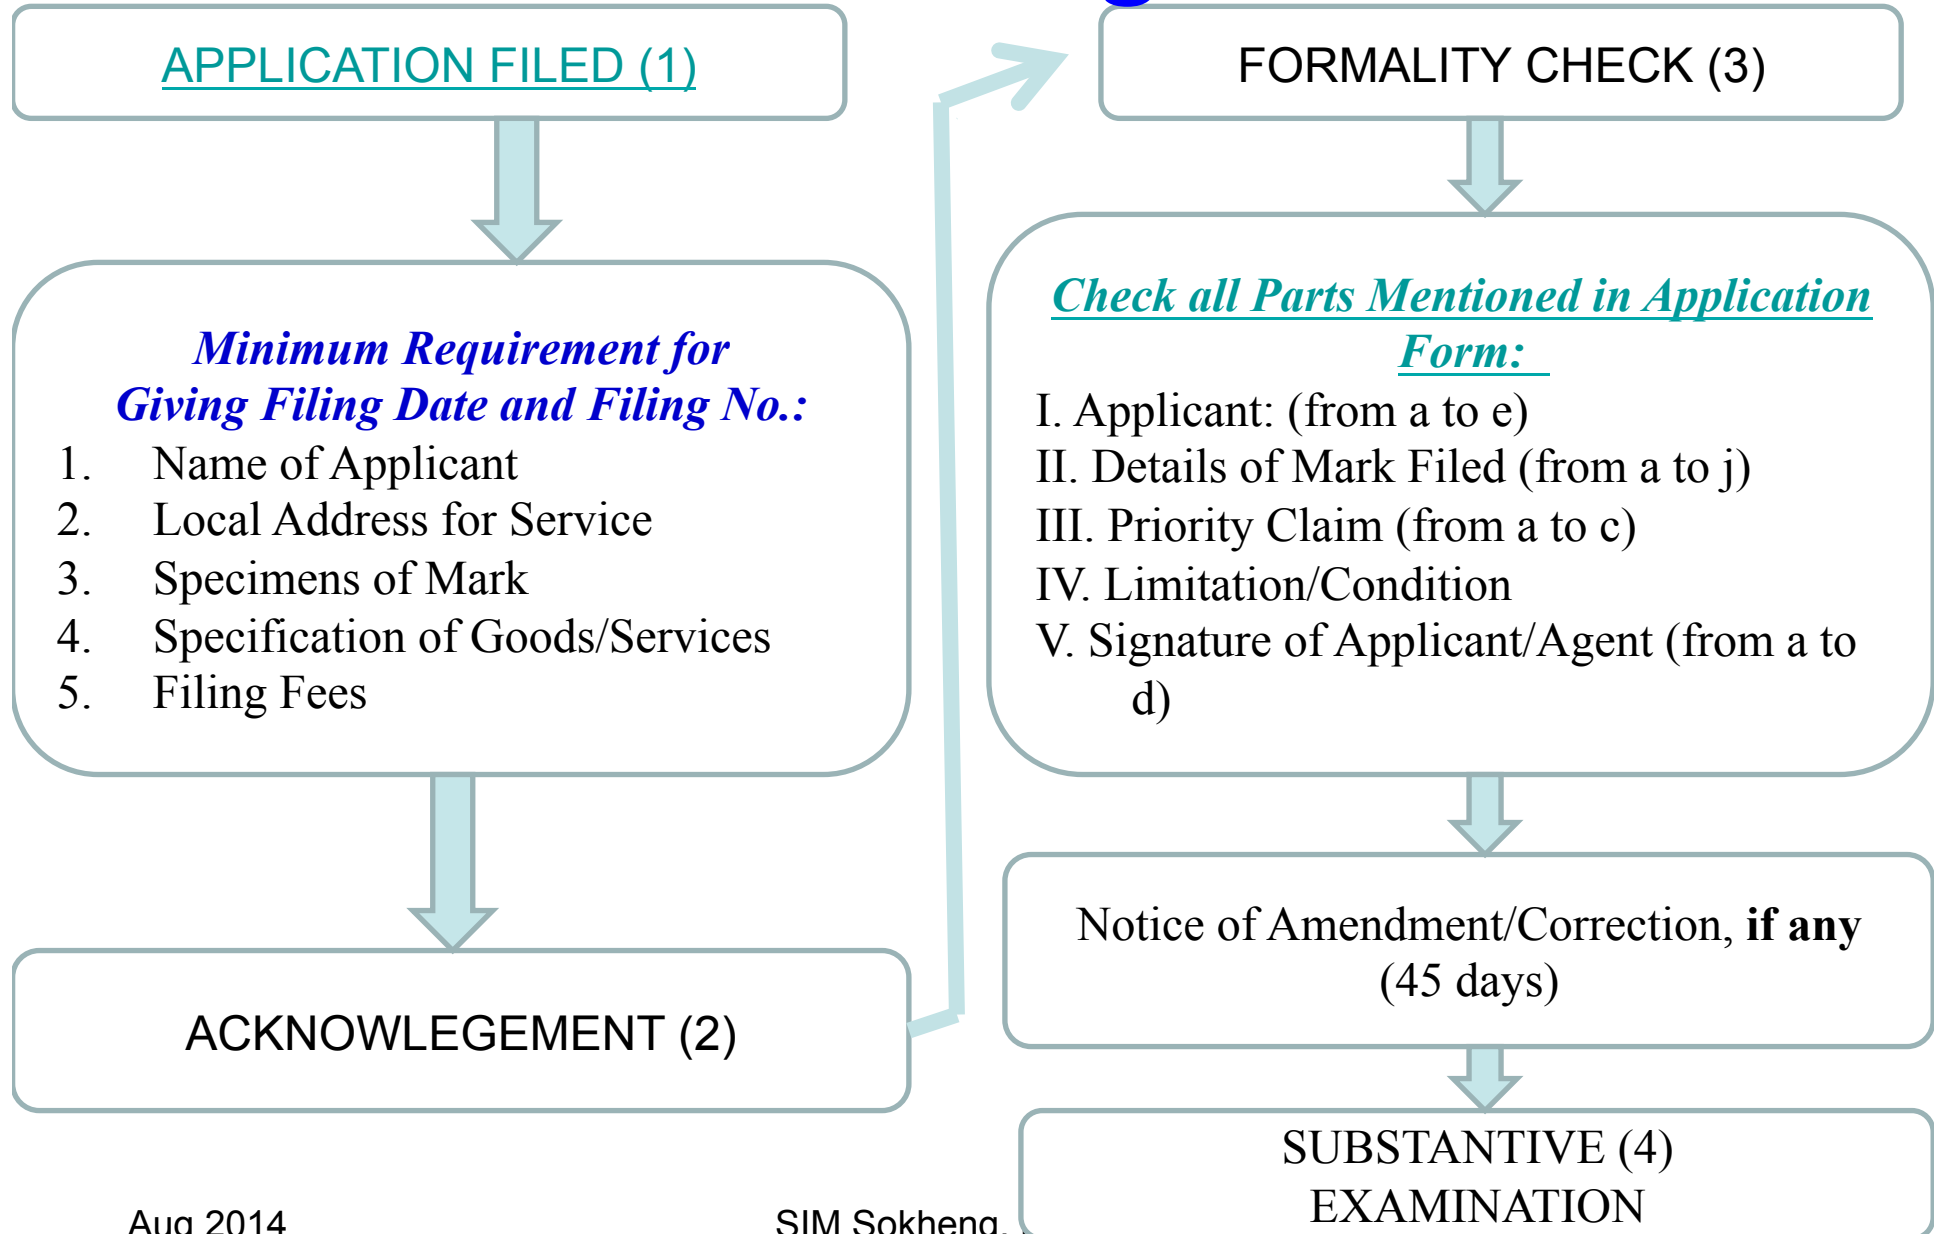 APPLICATION FILED (1)
Minimum Requirement for
Giving Filing Date and Filing No.:
1. Name of Applicant
2. Local Address for Service
3. Specimens of Mark
4. Specification of Goods/Services
5. Filing Fees
ACKNOWLEGEMENT (2)
FORMALITY CHECK (3)
Check all Parts Mentioned in Application
Form:
I. Applicant: (from a to e)
II. Details of Mark Filed (from a to j)
III. Priority Claim (from a to c)
IV. Limitation/Condition
V. Signature of Applicant/Agent (from a to
d)
Notice of Amendment/Correction, if any
(45 days)
SUBSTANTIVE (4)
EXAMINATION
Aug 2014
SIM Sokheng,